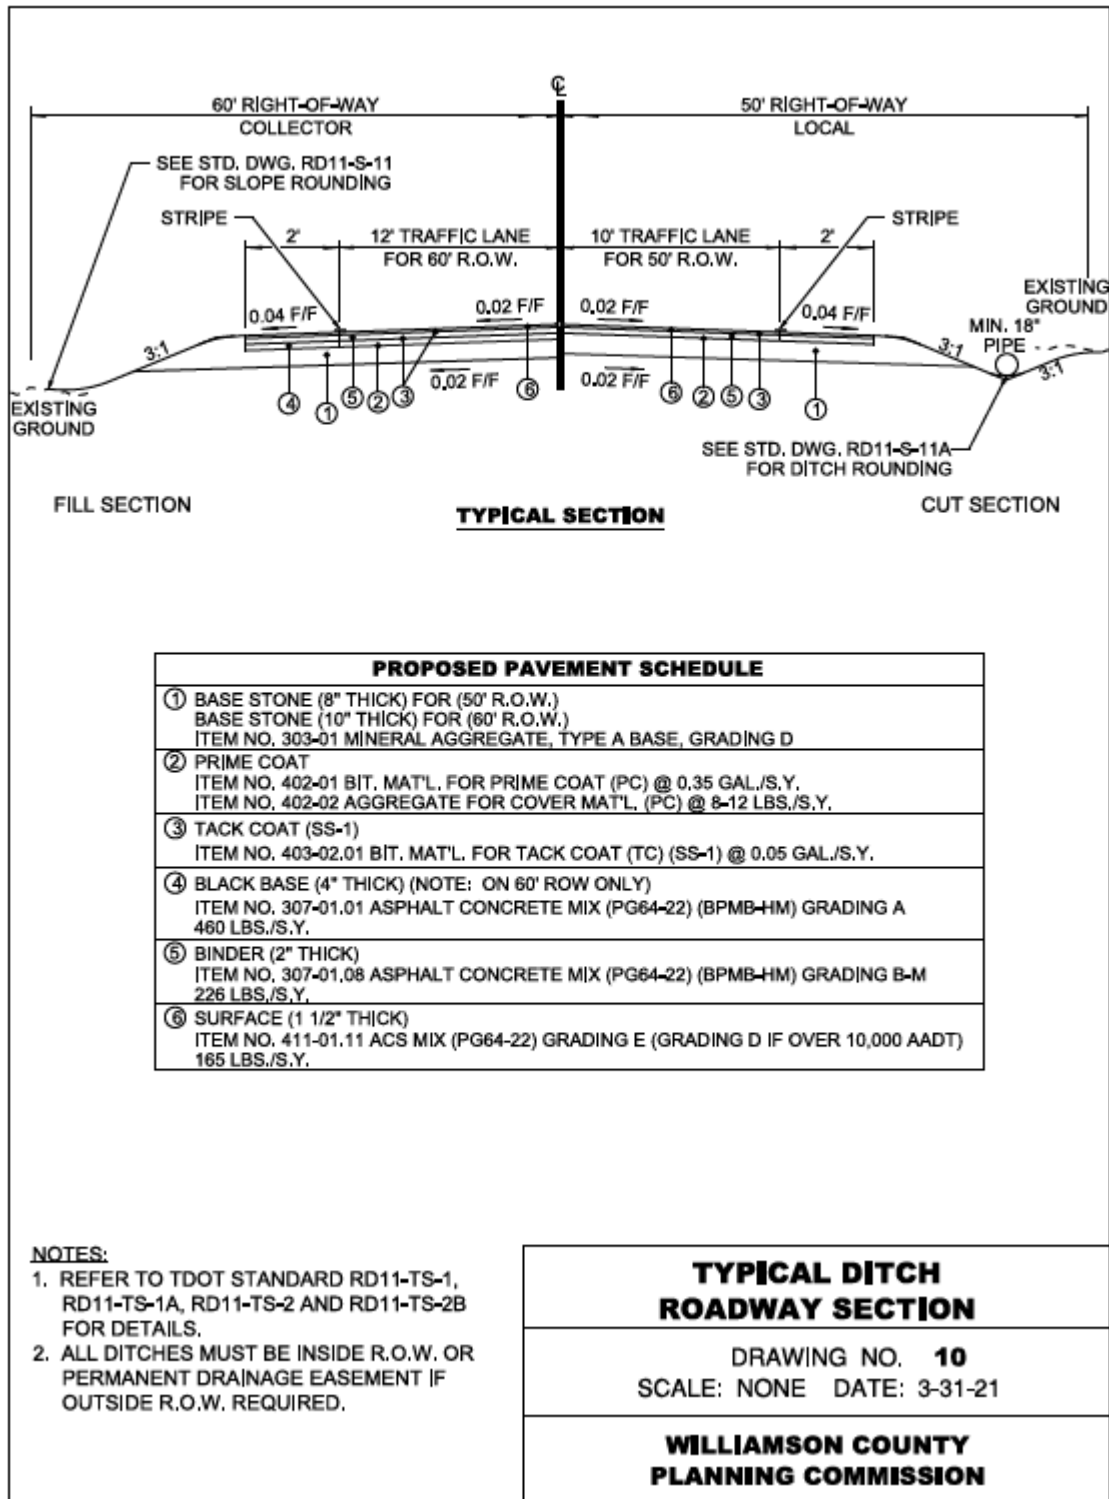 ℄
60' RIGHT-OF-WAY
COLLECTOR
50' RIGHT-OF-WAY
LOCAL
SEE STD. DWG. RD11-S-11
FOR SLOPE ROUNDING
STRIPE
STRIPE
2'
12' TRAFFIC LANE
FOR 60' R.O.W.
10' TRAFFIC LANE
FOR 50' R.O.W.
2'
EXISTING
GROUND
0.04 F/F
0.02 F/F
0.02 F/F
0.04 F/F
MIN. 18"
PIPE
3:1
3:1
3:1
0.02 F/F
0.02 F/F
4
1
5
2
3
6
6
2
5
3
1
EXISTING
GROUND
SEE STD. DWG. RD11-S-11A
FOR DITCH ROUNDING
FILL SECTION
TYPICAL SECTION
CUT SECTION
PROPOSED PAVEMENT SCHEDULE
① BASE STONE (8" THICK) FOR (50' R.O.W.)
BASE STONE (10" THICK) FOR (60' R.O.W.)
ITEM NO. 303-01 MINERAL AGGREGATE, TYPE A BASE, GRADING D
② PRIME COAT
ITEM NO. 402-01 BIT. MAT'L. FOR PRIME COAT (PC) @ 0.35 GAL./S.Y.
ITEM NO. 402-02 AGGREGATE FOR COVER MAT'L. (PC) @ 8-12 LBS./S.Y.
③ TACK COAT (SS-1)
ITEM NO. 403-02.01 BIT. MAT'L. FOR TACK COAT (TC) (SS-1) @ 0.05 GAL./S.Y.
④ BLACK BASE (4" THICK) (NOTE: ON 60' ROW ONLY)
ITEM NO. 307-01.01 ASPHALT CONCRETE MIX (PG64-22) (BPMB-HM) GRADING A
460 LBS./S.Y.
⑤ BINDER (2" THICK)
ITEM NO. 307-01.08 ASPHALT CONCRETE MIX (PG64-22) (BPMB-HM) GRADING B-M
226 LBS./S.Y.
⑥ SURFACE (1 1/2" THICK)
ITEM NO. 411-01.11 ACS MIX (PG64-22) GRADING E (GRADING D IF OVER 10,000 AADT)
165 LBS./S.Y.
NOTES:
1. REFER TO TDOT STANDARD RD11-TS-1,
RD11-TS-1A, RD11-TS-2 AND RD11-TS-2B
FOR DETAILS.
2. ALL DITCHES MUST BE INSIDE R.O.W. OR
PERMANENT DRAINAGE EASEMENT IF
OUTSIDE R.O.W. REQUIRED.
TYPICAL DITCH
ROADWAY SECTION
DRAWING NO. 10
SCALE: NONE DATE: 3-31-21
WILLIAMSON COUNTY
PLANNING COMMISSION